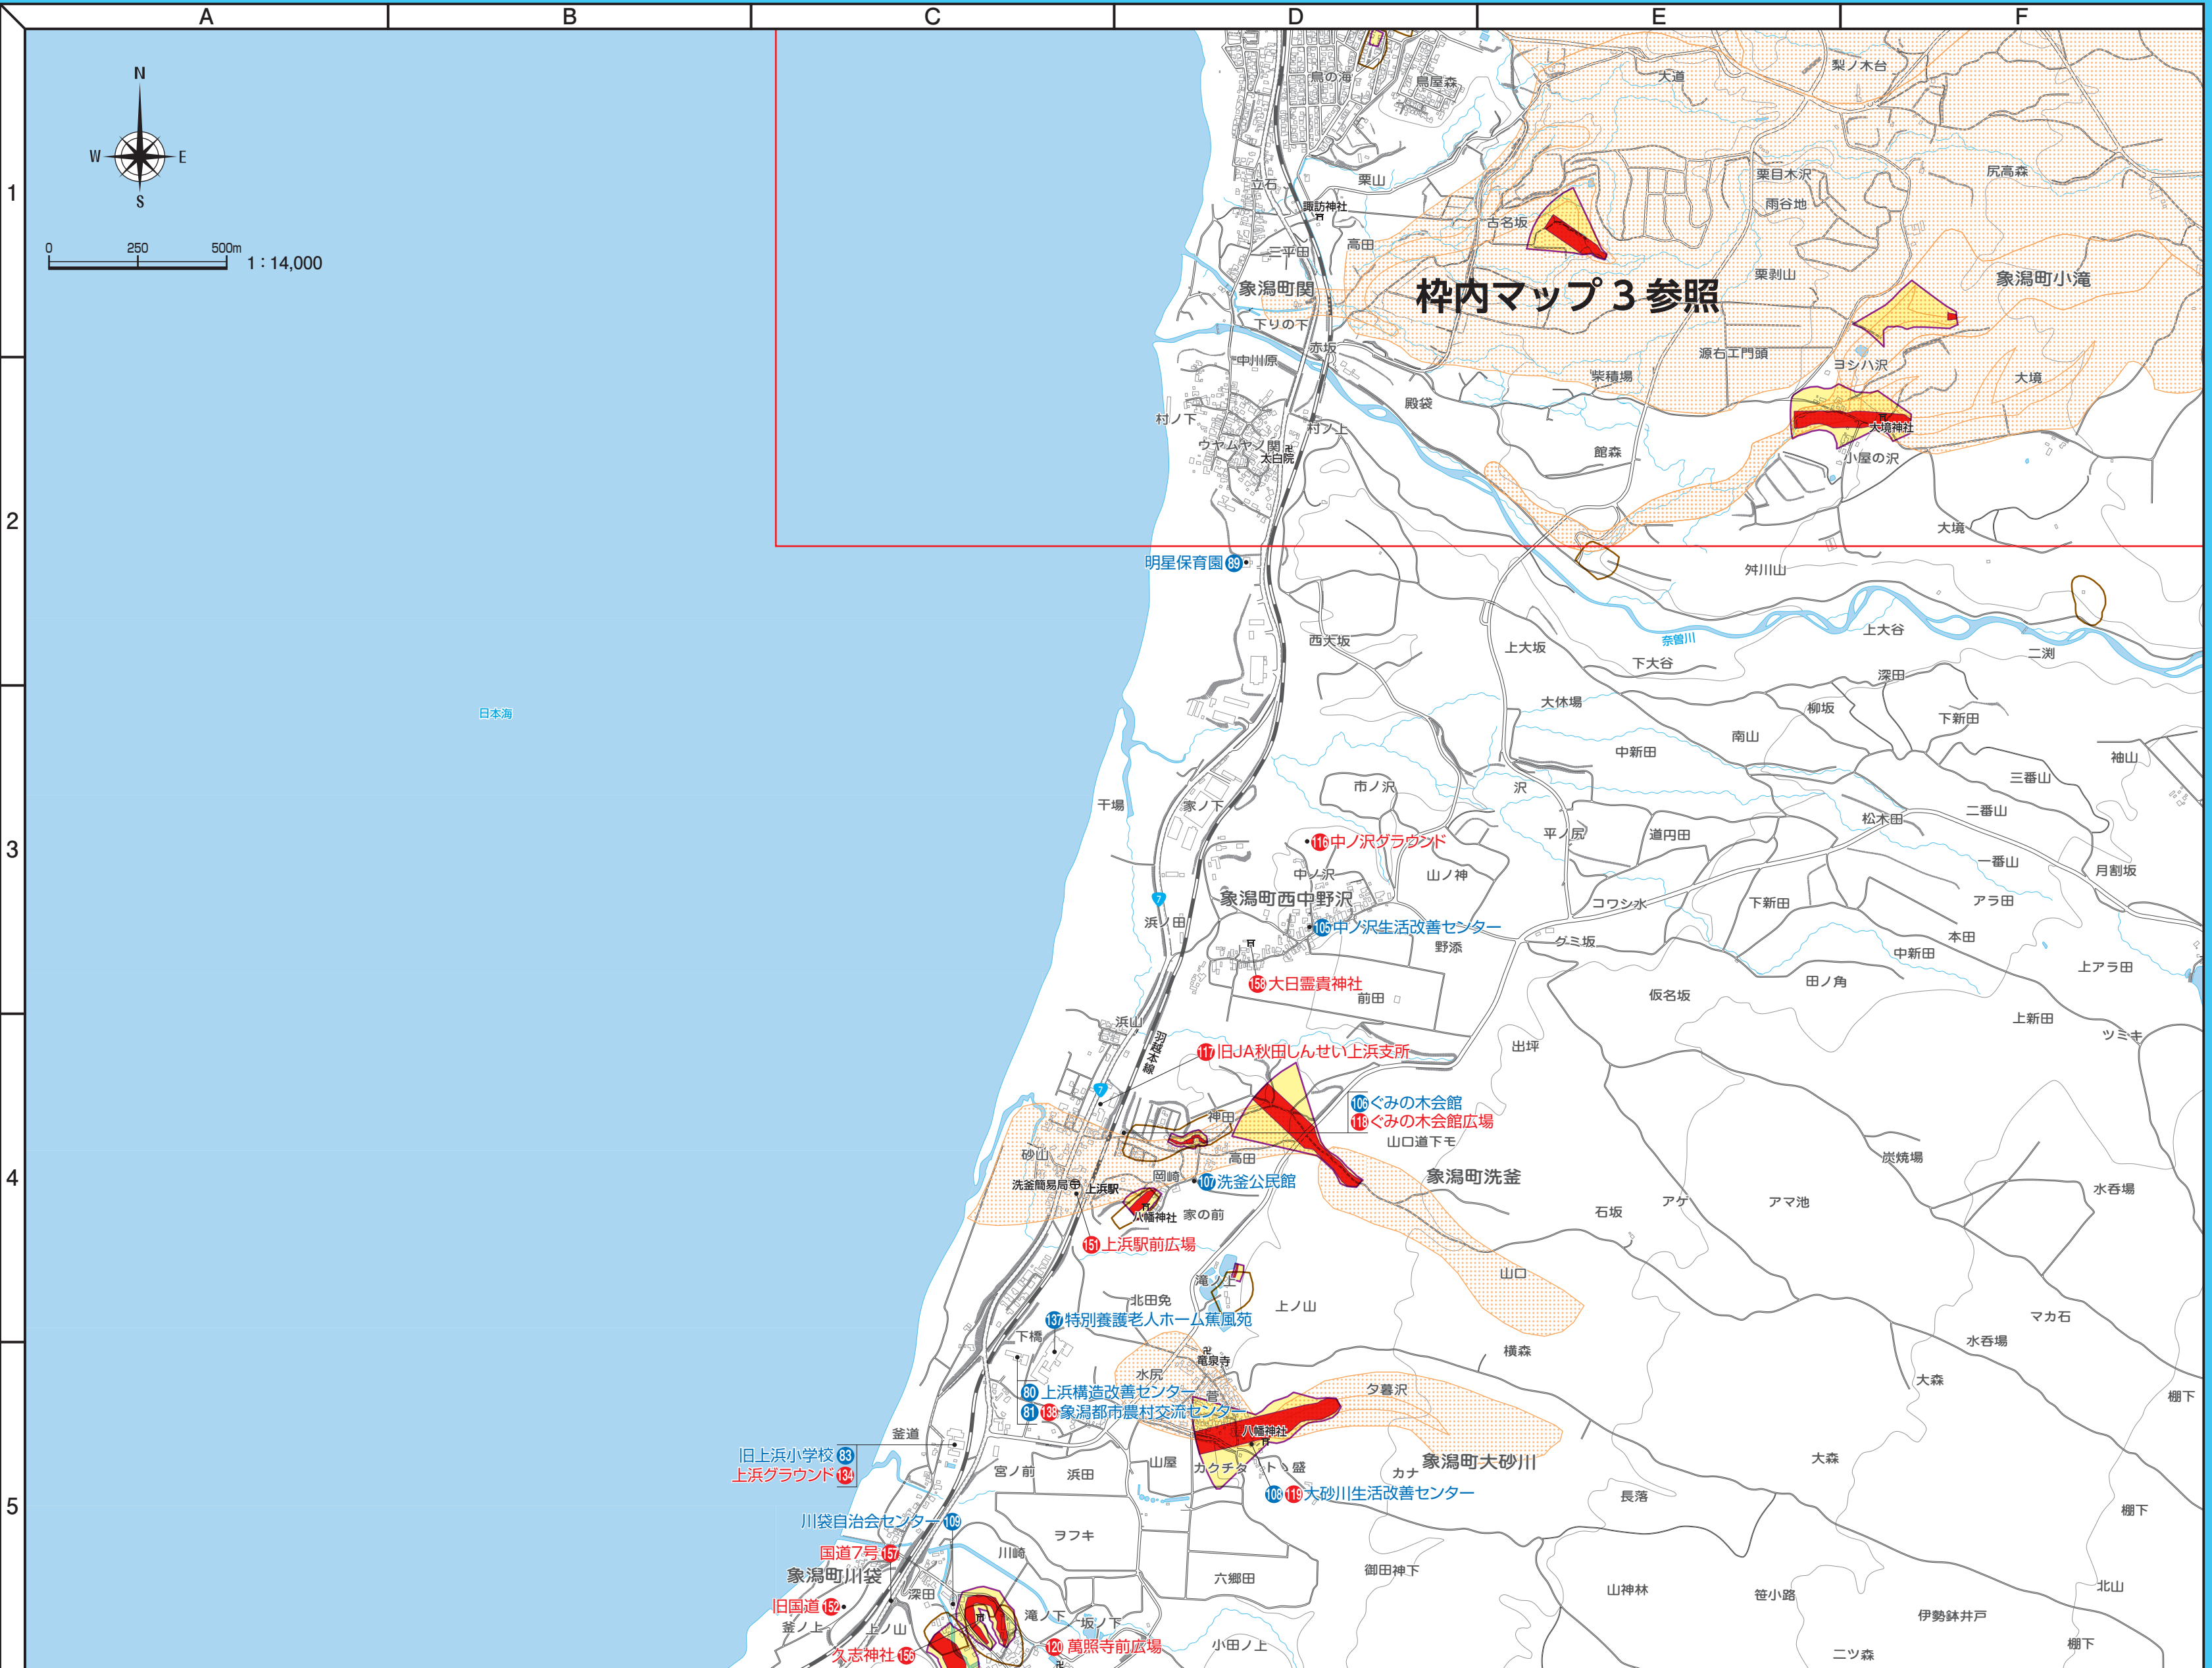 A B C D E F
N
W E
S
0 250 500m
1：14,000
1
2
3
4
5
鳥の海
鳥屋森
大道
梨ノ木台
立石
栗山
諏訪神社
高田
三平田
古名坂
栗目木沢
雨谷地
尻高森
栗剥山
象潟町小滝
象潟町関
枠内マップ３参照
下りの下
赤坂
中川原
源右エ門頭
ヨシハ沢
大境
柴積場
殿袋
村ノ下
村ノ上
ウヤムヤノ関
太白院
館森
大境神社
小屋の沢
大境
明星保育園 89
舛川山
西大坂
上大坂
奈曽川
下大谷
上大谷
二渕
深田
日本海
大休場
柳坂
下新田
南山
中新田
袖山
三番山
市ノ沢
沢
干場
家ノ下
二番山
松木田
平ノ尻
道円田
116 中ノ沢グラウンド
一番山
月割坂
中ノ沢
山ノ神
象潟町西中野沢
7
コワシ水
下新田
アラ田
浜ノ田
105 中ノ沢生活改善センター
野添
グミ坂
本田
中新田
上アラ田
158 大日霊貴神社
前田
仮名坂
田ノ角
浜山
上新田
ツミキ
羽越本線
117 旧JA秋田しんせい上浜支所
出坪
7
106 ぐみの木会館
118 ぐみの木会館広場
神田
山口道下モ
砂山
高田
炭焼場
岡崎
象潟町洗釜
洗釜簡易局
上浜駅
107 洗釜公民館
水呑場
八幡神社
家の前
アゲ
アマ池
石坂
151 上浜駅前広場
滝ノ上
山口
北田免
上ノ山
137 特別養護老人ホーム蕉風苑
マカ石
下橋
水呑場
横森
竜泉寺
水尻
大森
夕暮沢
棚下
80 上浜構造改善センター
菅
81 138 象潟都市農村交流センター
八幡神社
釜道
旧上浜小学校 83
上浜グラウンド 134
宮ノ前
浜田
山屋
カクチダ
カナ
象潟町大砂川
大森
108 119 大砂川生活改善センター
長落
棚下
川袋自治会センター 109
ヲフキ
国道７号 157
川崎
象潟町川袋
六郷田
御田神下
山神林
笹小路
北山
深田
旧国道 152
釜ノ上
上ノ山
滝ノ下
坂ノ下
伊勢鉢井戸
久志神社 156
120 萬照寺前広場
小田ノ上
二ツ森
棚下